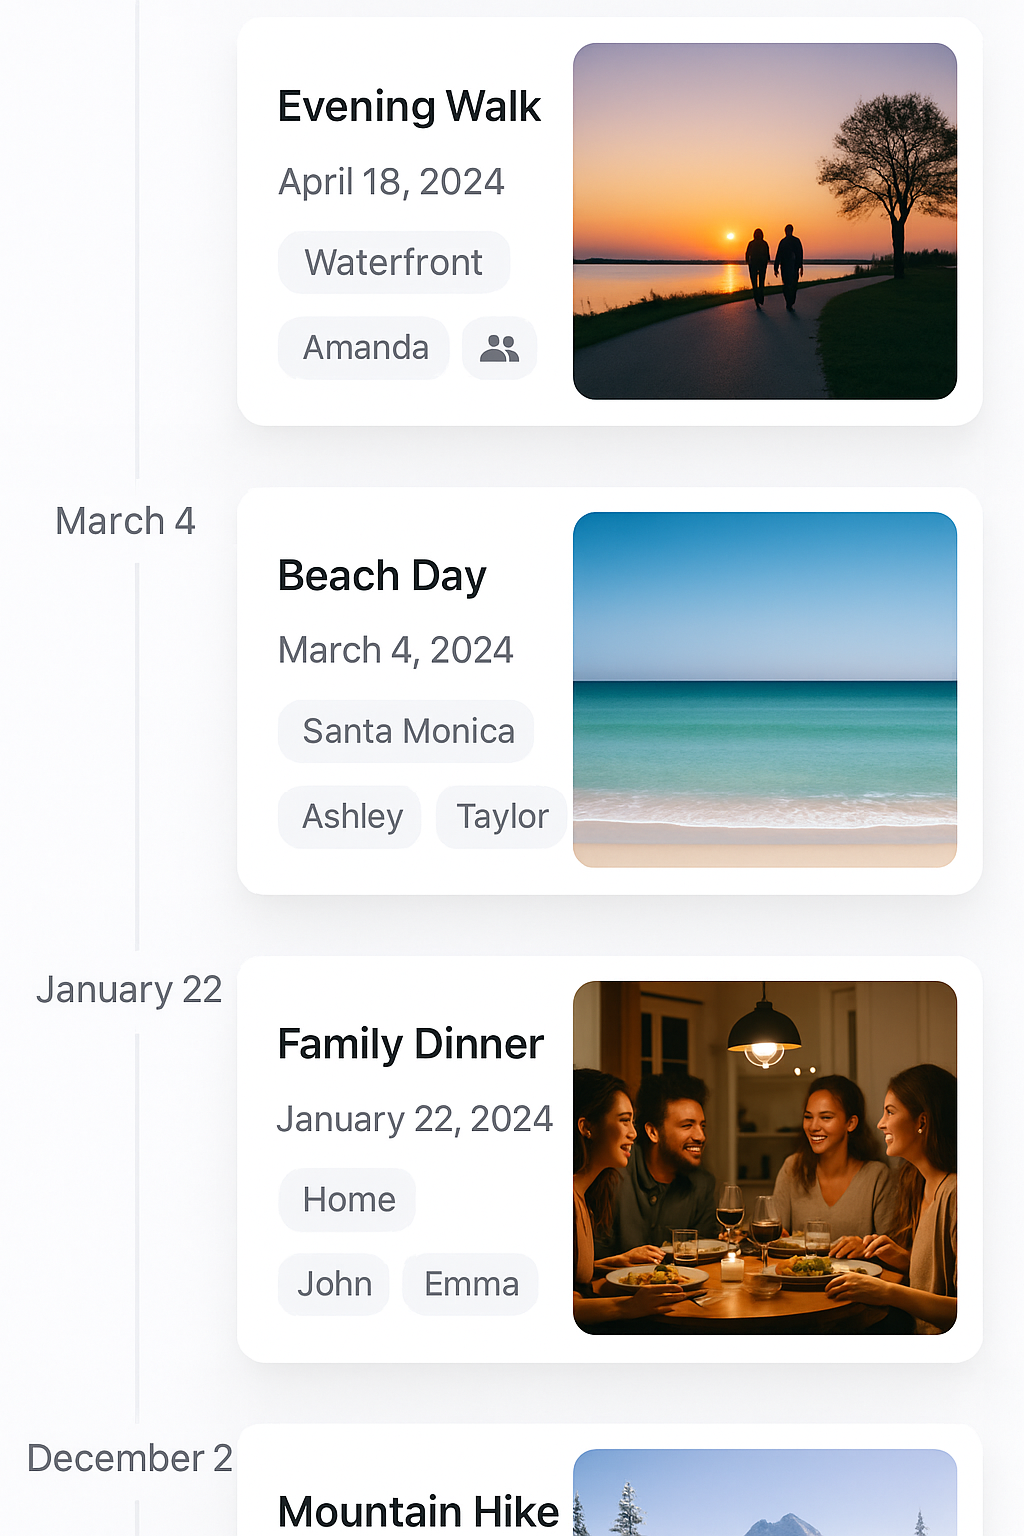 Evening Walk
April 18, 2024
Waterfront
Amanda
March 4
Beach Day
March 4, 2024
Santa Monica
Ashley Taylor
January 22
Family Dinner
January 22, 2024
Home
John Emma
December 2
Mountain Hike